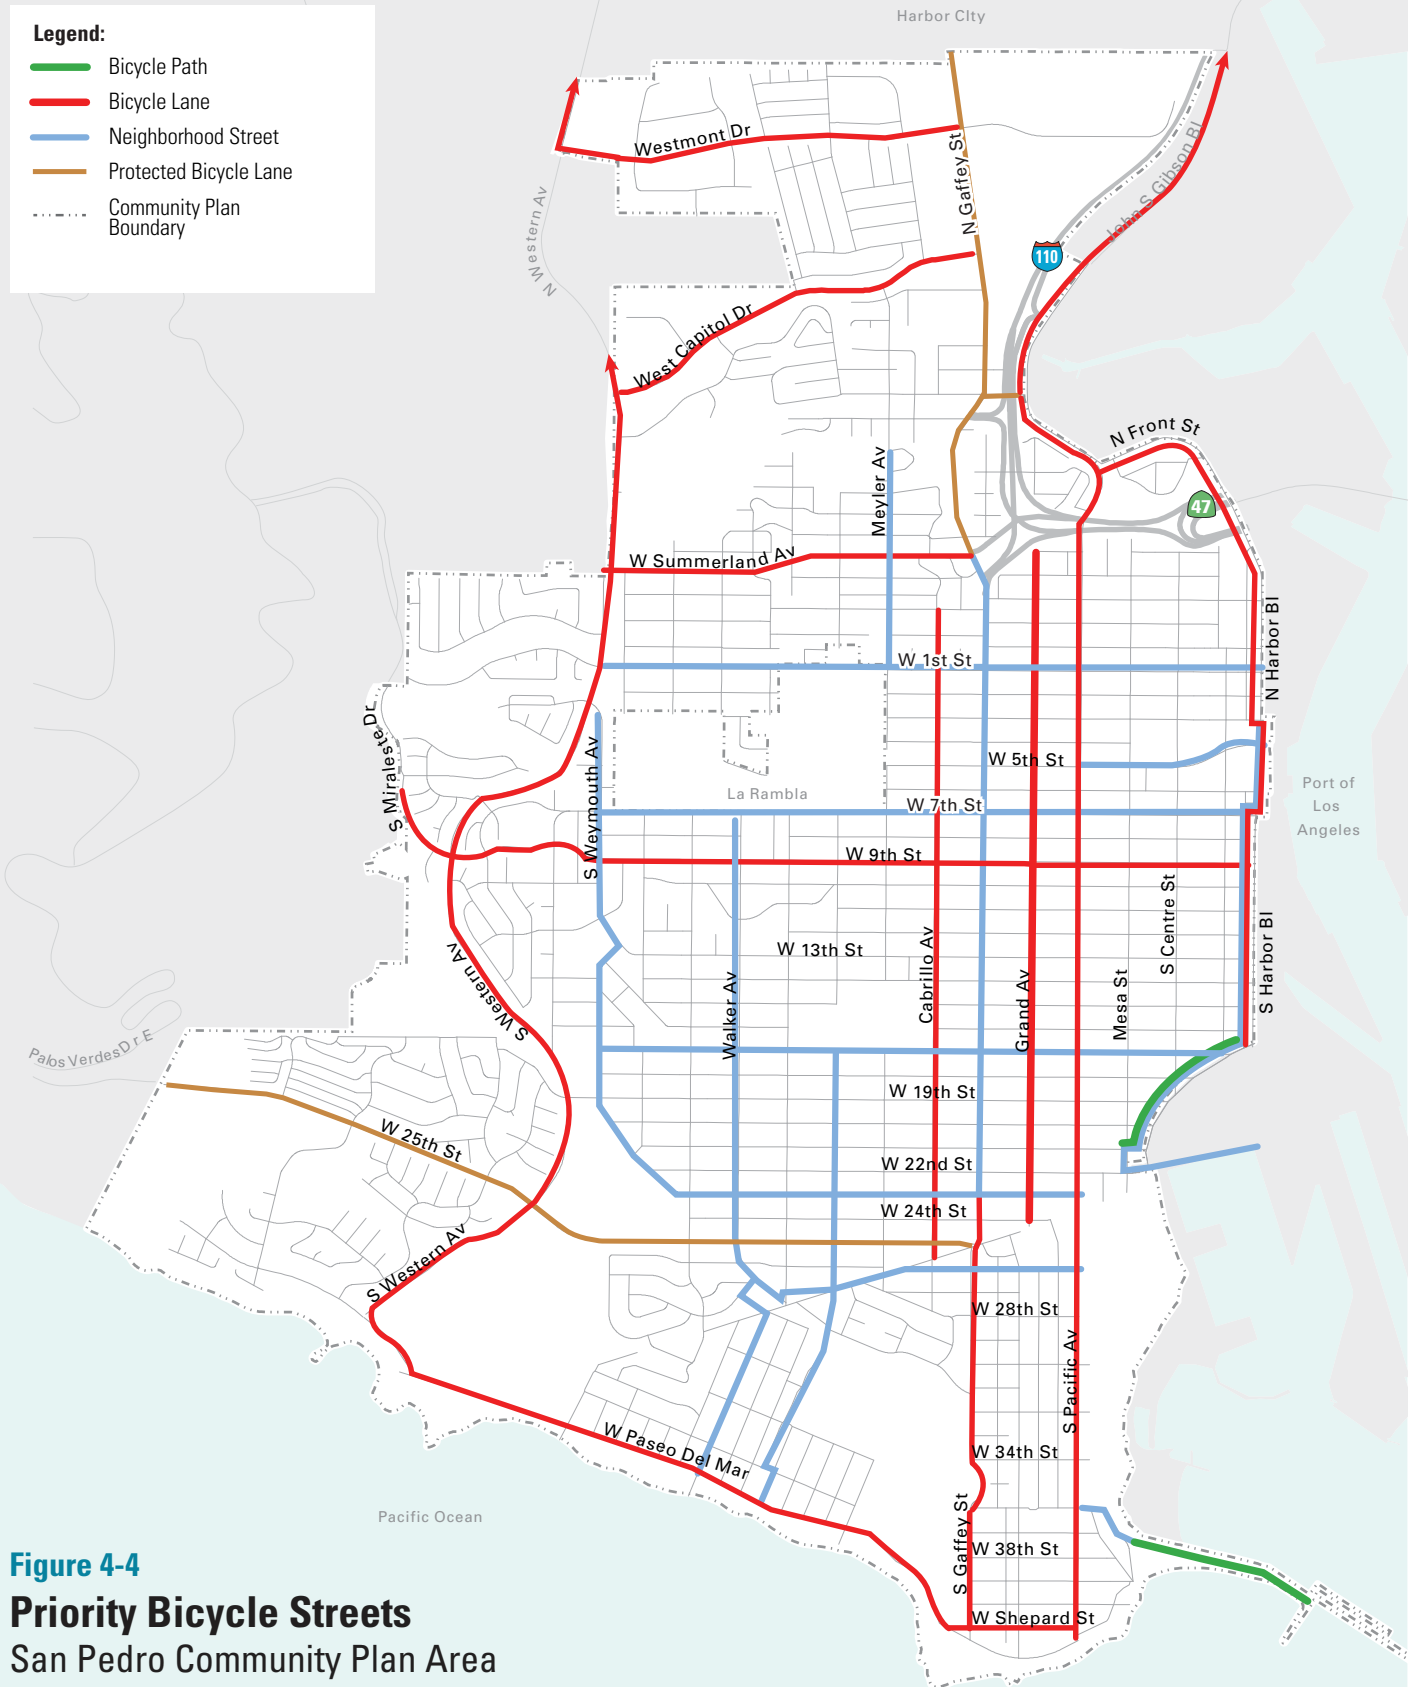 Harbor CIty
Legend:
Bicycle Path
Bicycle Lane
Neighborhood Street
Protected Bicycle Lane
Community Plan
Boundary
Westmont Dr
N Gaffey St
John S Gibson Bl
N Western Av
110
West Capitol Dr
N Front St
Meyler Av
47
W Summerland Av
N Harbor Bl
W 1st St
S Miraleste Dr
S Weymouth Av
W 5th St
La Rambla
W 7th St
Port of
Los
Angeles
W 9th St
S Centre St
S Harbor Bl
W 13th St
Cabrillo Av
Walker Av
Grand Av
Mesa St
S Western Av
Palos Verdes Dr E
W 19th St
W 25th St
W 22nd St
W 24th St
S Western Av
W 28th St
S Pacific Av
W Paseo Del Mar
W 34th St
Pacific Ocean
S Gaffey St
W 38th St
W Shepard St
Figure 4-4
Priority Bicycle Streets
San Pedro Community Plan Area